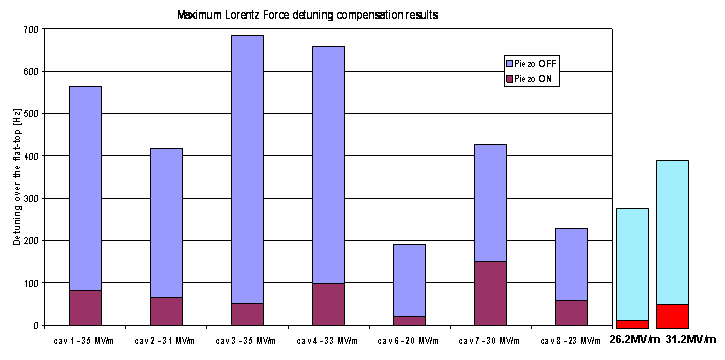 Maximum Lorentz Force detuning compensation results
700
600
500
400
300
200
100
0
Detuning over the flat-top [Hz]
Piezo OFF
Piezo ON
cav 1 - 35 MV/m
cav 2 - 31 MV/m
cav 3 - 35 MV/m
cav 4 - 33 MV/m
cav 6 - 20 MV/m
cav 7 - 30 MV/m
cav 8 - 23 MV/m
26.2MV/m
31.2MV/m